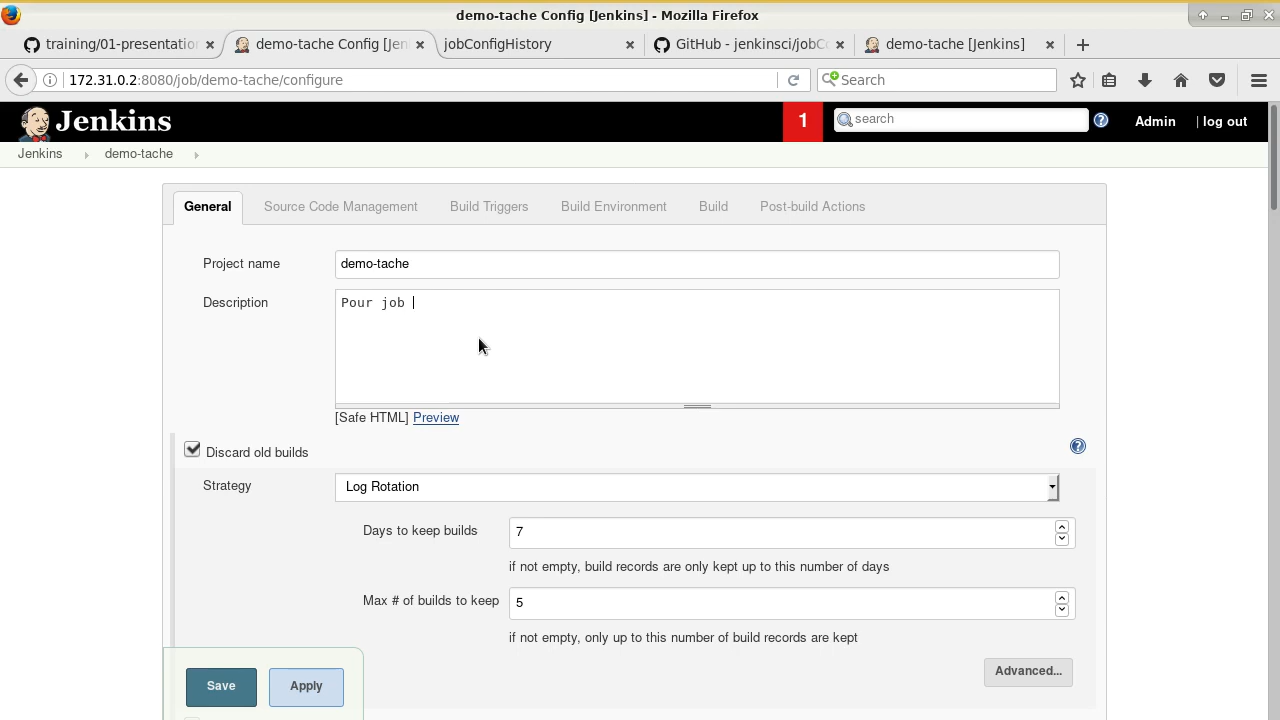 demo-tache Config [Jenkins] - Mozilla Firefox
training/01-presentatio
demo-tache Config [Jen
jobConfigHistory
GitHub - jenkinsci/jobCo
demo-tache [Jenkins]
172.31.0.2:8080/job/demo-tache/configure
Search
Jenkins
1
search
Admin
| log out
Jenkins
demo-tache
General
Source Code Management
Build Triggers
Build Environment
Build
Post-build Actions
Project name
demo-tache
Description
Pour job
[Safe HTML] Preview
Discard old builds
Strategy
Log Rotation
Days to keep builds
7
if not empty, build records are only kept up to this number of days
Max # of builds to keep
5
if not empty, only up to this number of build records are kept
Advanced...
Save
Apply